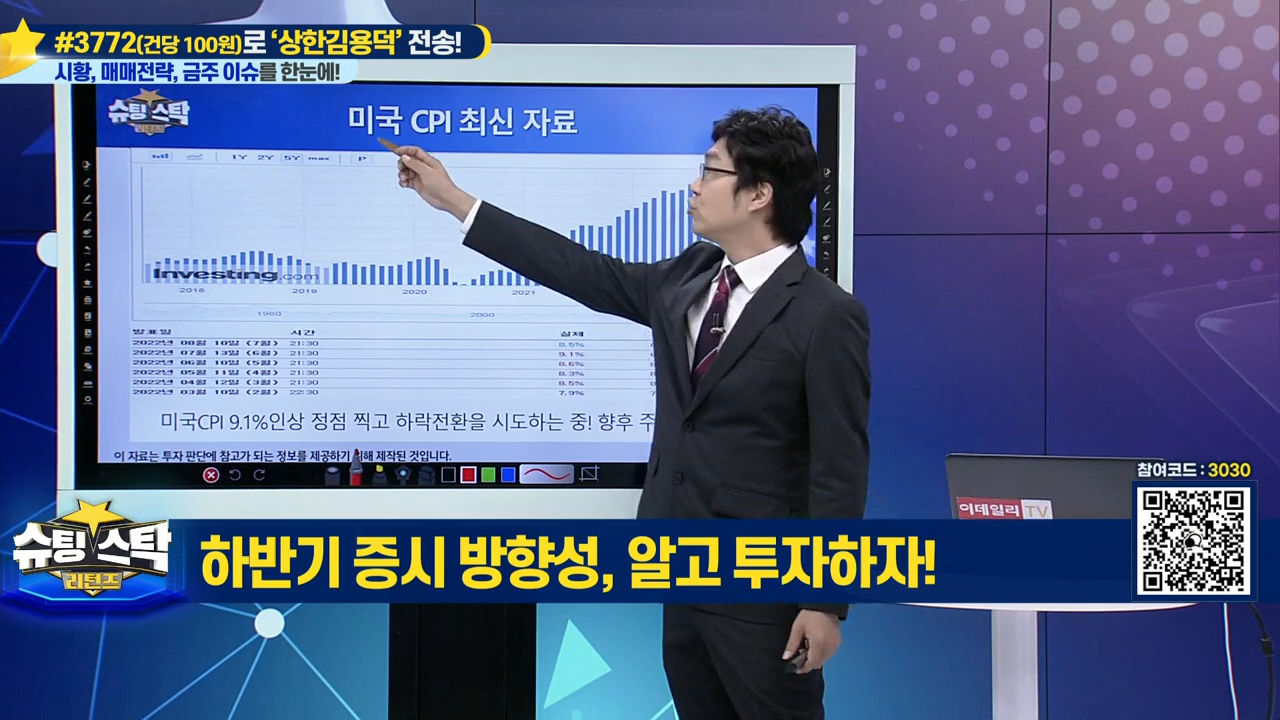 #3772(건당 100원)로 '상한김용덕' 전송!
시황, 매매전략, 금주 이슈를 한눈에!
슈팅 스탁
리턴즈
미국 CPI 최신 자료
1Y 2Y 5Y max P
Investing.com
2018 2019 2020 2021
1980 2000
발표일 시간 실제
2022년 08월 10일 (7월) 21:30 8.5%
2022년 07월 13일 (6월) 21:30 9.1%
2022년 06월 10일 (5월) 21:30 8.6%
2022년 05월 11일 (4월) 21:30 8.3%
2022년 04월 12일 (3월) 21:30 8.5%
2022년 03월 10일 (2월) 22:30 7.9%
미국CPI 9.1%인상 정점 찍고 하락전환을 시도하는 중! 향후
이 자료는 투자 판단에 참고가 되는 정보를 제공하기 위해 제작된 것입니다.
참여코드 : 3030
이데일리TV
슈팅 스탁
리턴즈
하반기 증시 방향성, 알고 투자하자!